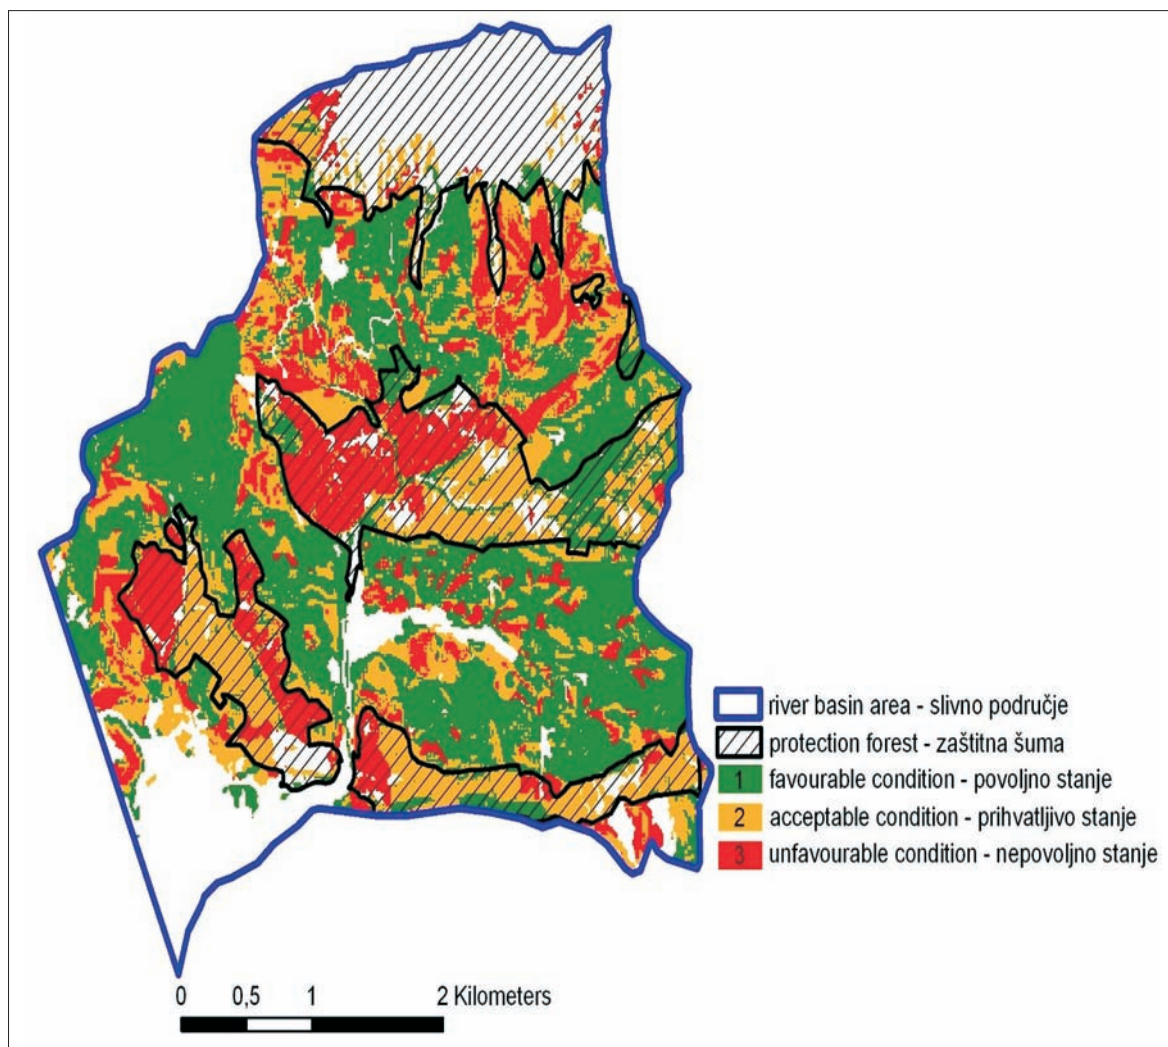 river basin area - slivno područje
protection forest - zaštitna šuma
1 favourable condition - povoljno stanje
2 acceptable condition - prihvatljivo stanje
3 unfavourable condition - nepovoljno stanje
0 0,5 1 2 Kilometers